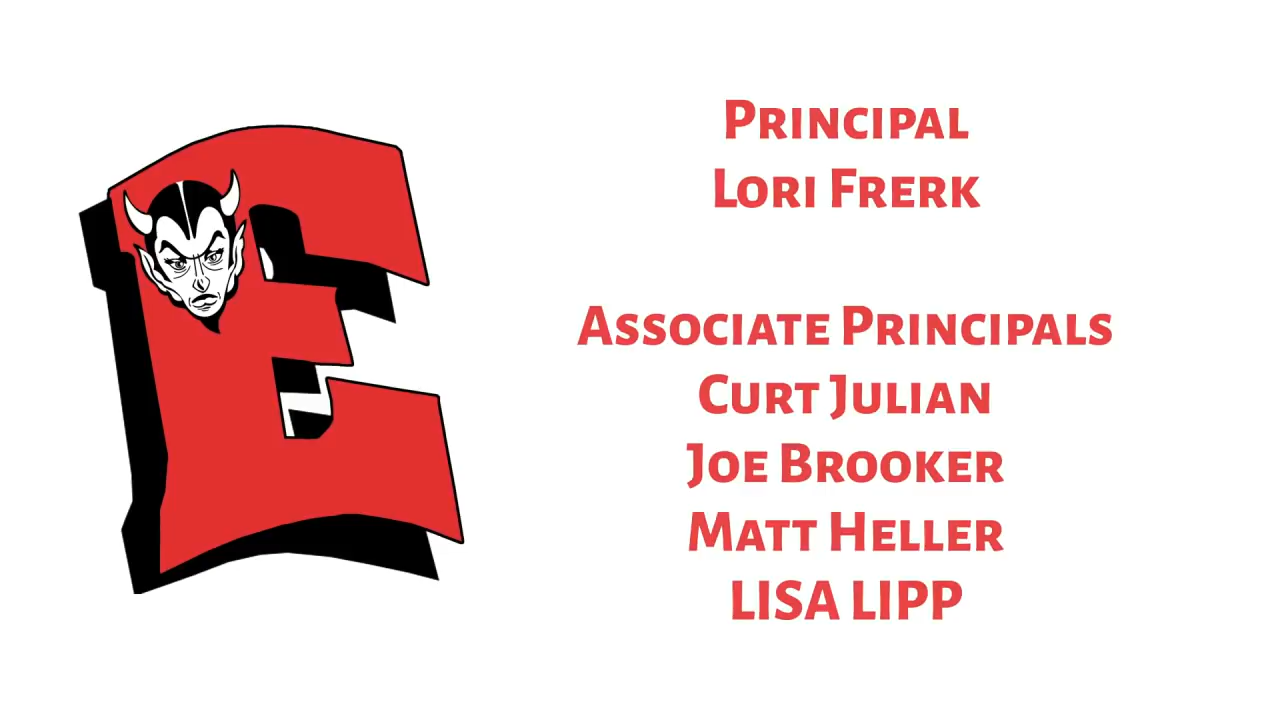 E
Principal
Lori Frerk
Associate Principals
Curt Julian
Joe Brooker
Matt Heller
LISA LIPP